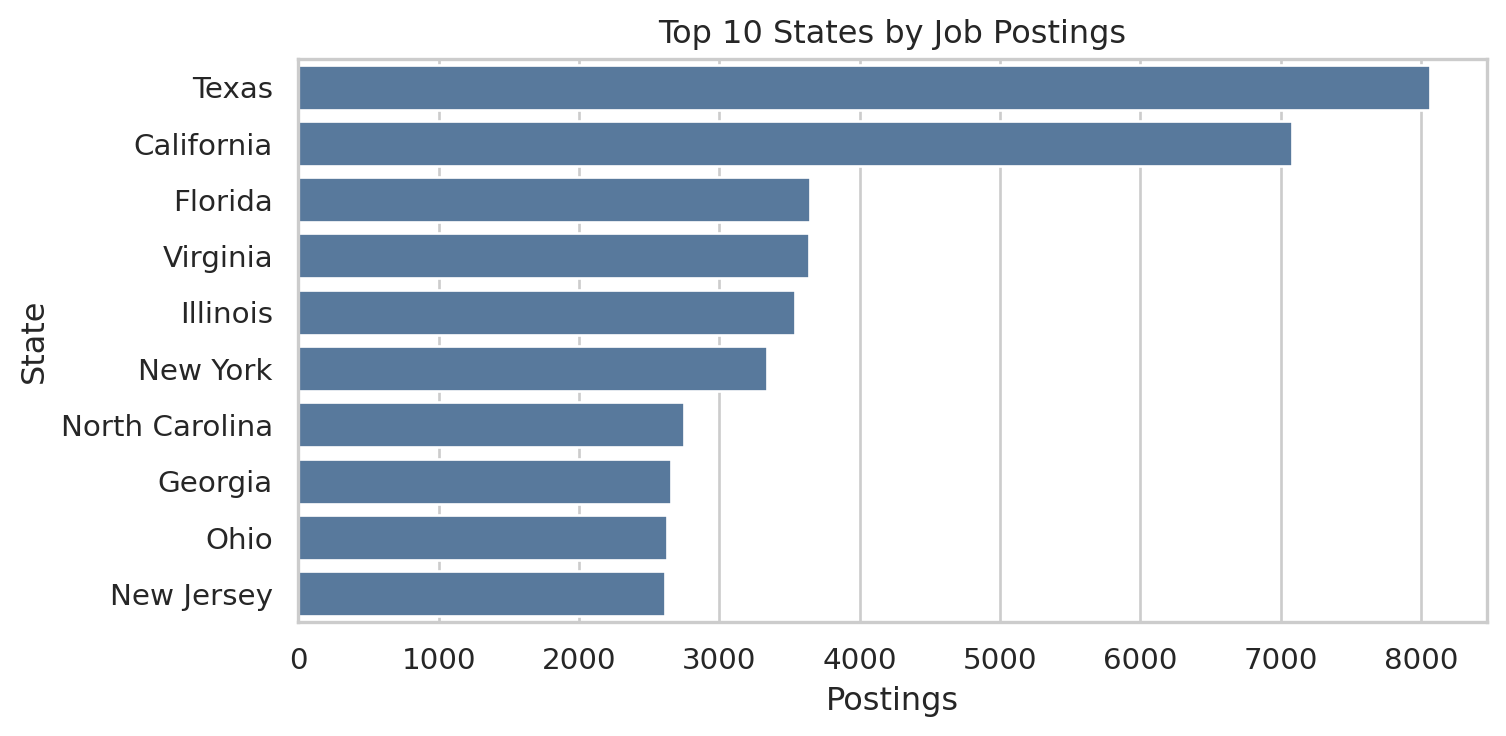 Top 10 States by Job Postings
Texas
California
Florida
Virginia
Illinois
New York
North Carolina
Georgia
Ohio
New Jersey
State
0 1000 2000 3000 4000 5000 6000 7000 8000
Postings